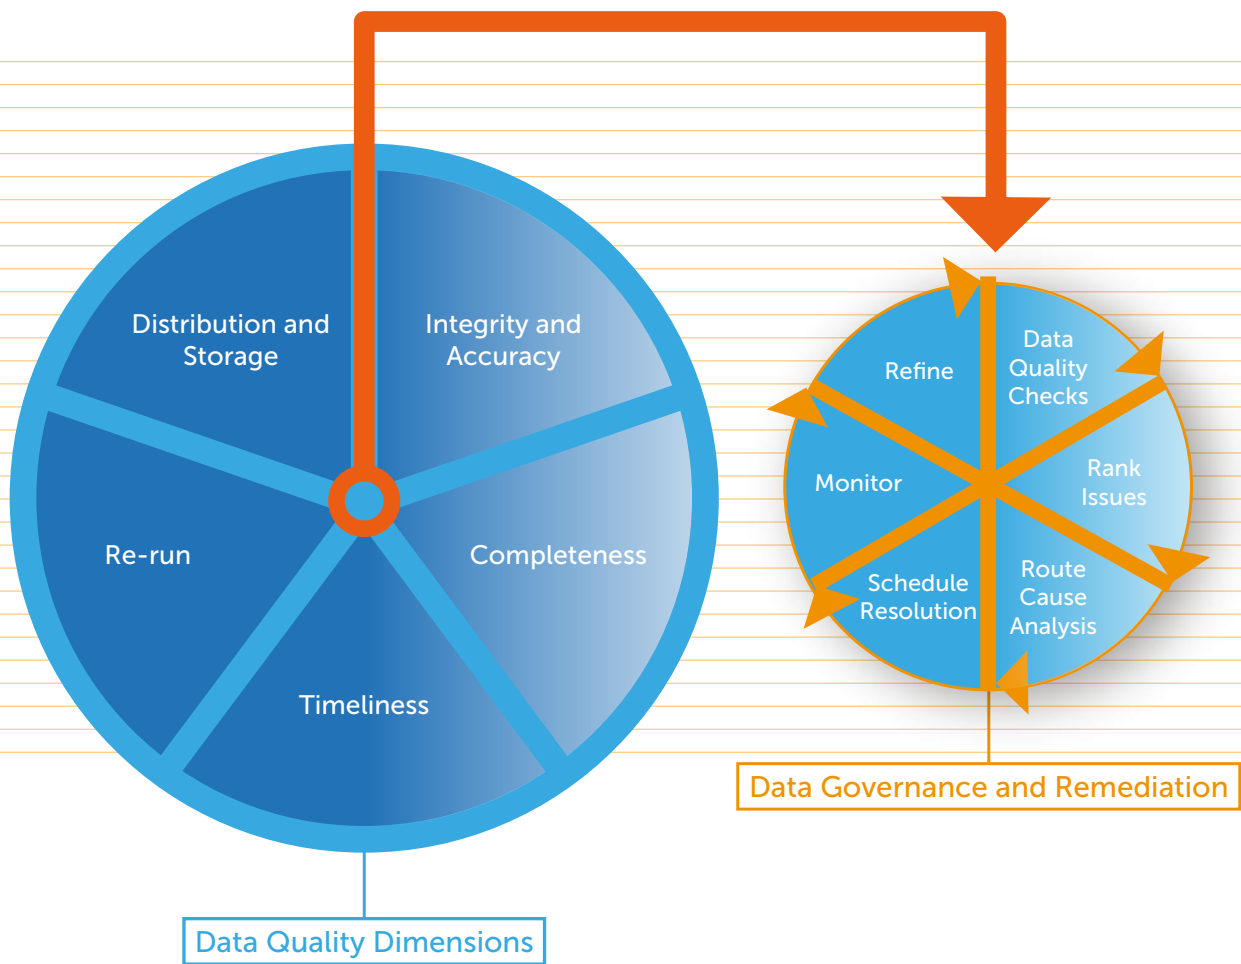 Distribution and
Storage
Integrity and
Accuracy
Re-run
Completeness
Timeliness
Data Quality Dimensions
Refine
Data
Quality
Checks
Monitor
Rank
Issues
Schedule
Resolution
Route
Cause
Analysis
Data Governance and Remediation